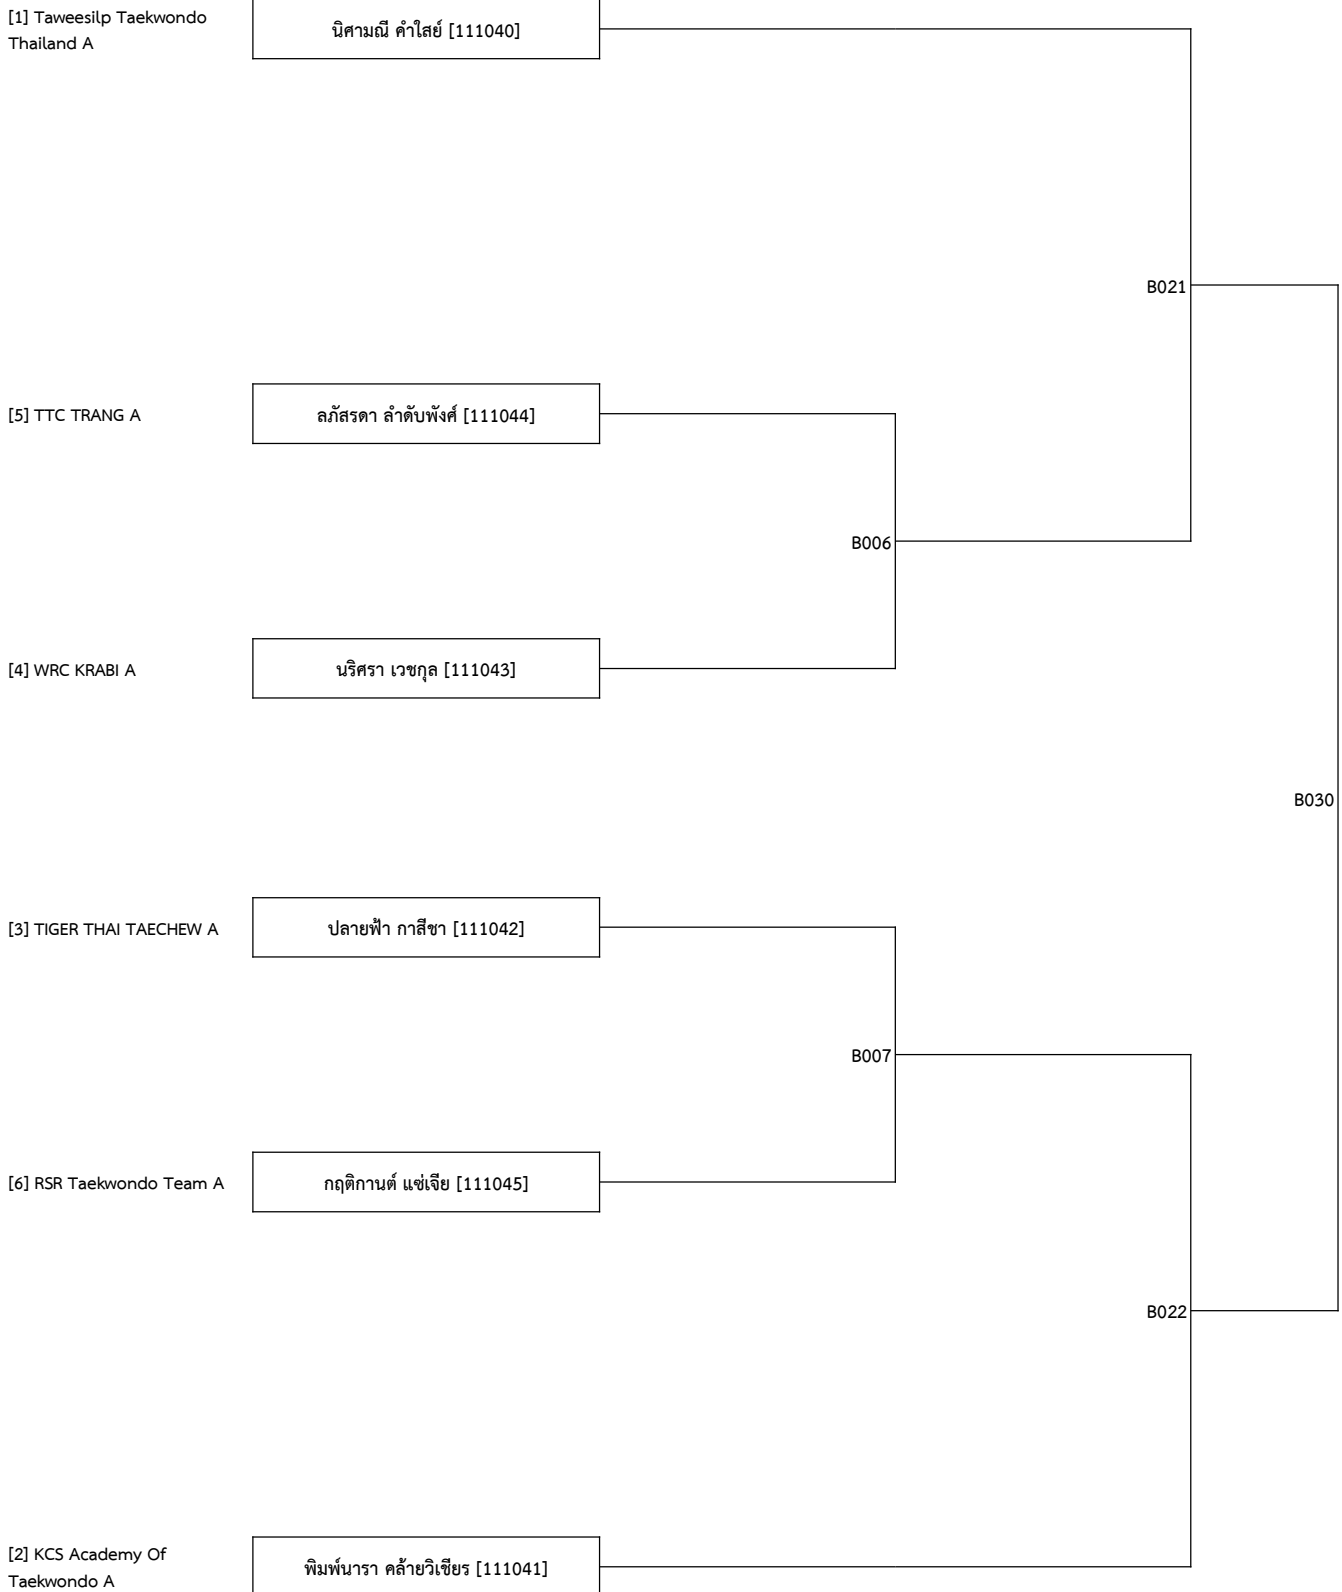 [1] Taweesilp Taekwondo
Thailand A
นิศามณี คำใสย์ [111040]
B021
[5] TTC TRANG A
ลภัสรดา ลำดับพังศ์ [111044]
B006
[4] WRC KRABI A
นริศรา เวชกุล [111043]
B030
[3] TIGER THAI TAECHEW A
ปลายฟ้า กาสีชา [111042]
B007
[6] RSR Taekwondo Team A
กฤติกานต์ แซ่เจีย [111045]
B022
[2] KCS Academy Of
Taekwondo A
พิมพ์นารา คล้ายวิเชียร [111041]